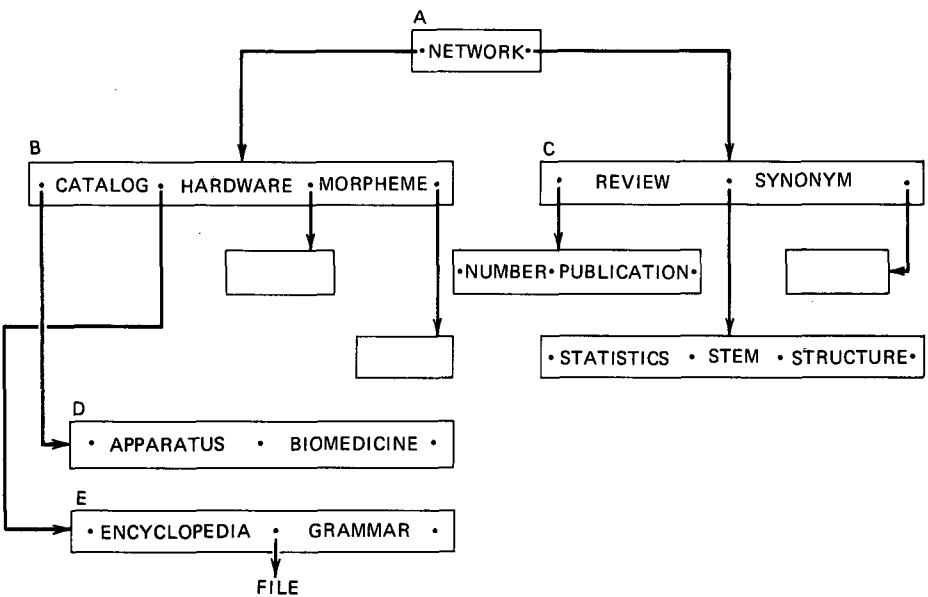 A
• NETWORK •
B
• CATALOG • HARDWARE • MORPHEME •
C
• REVIEW • SYNONYM •
• NUMBER • PUBLICATION •
• STATISTICS • STEM • STRUCTURE •
D
• APPARATUS • BIOMEDICINE •
E
• ENCYCLOPEDIA • GRAMMAR •
FILE